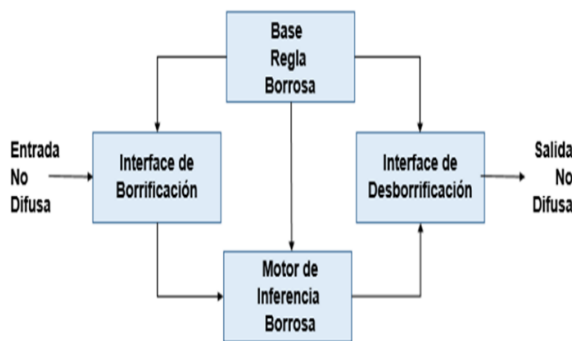 Base
Regla
Borrosa
Entrada
No
Difusa
Interface de
Borrificación
Interface de
Desborrificación
Salida
No
Difusa
Motor de
Inferencia
Borrosa